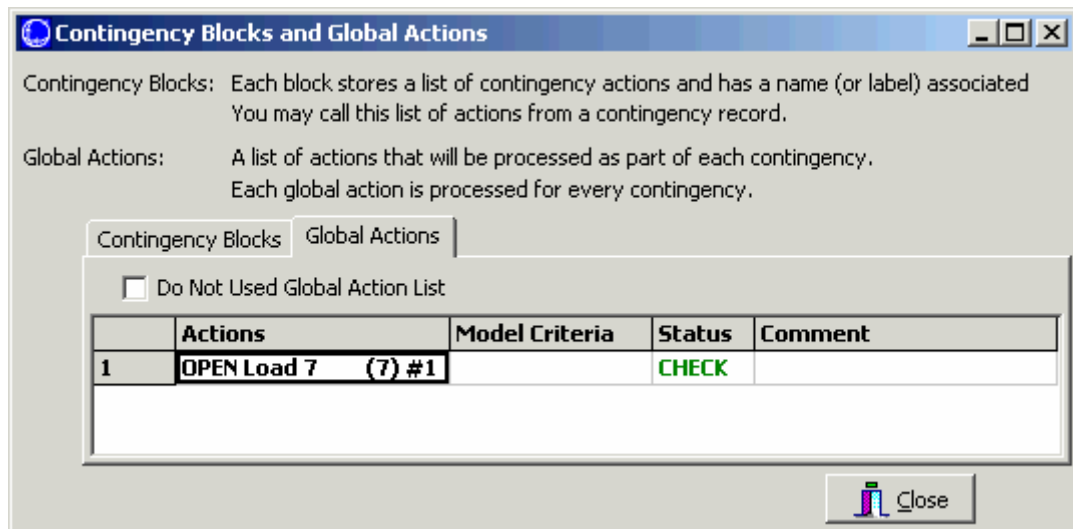 Contingency Blocks and Global Actions
Contingency Blocks: Each block stores a list of contingency actions and has a name (or label) associated
You may call this list of actions from a contingency record.
Global Actions: A list of actions that will be processed as part of each contingency.
Each global action is processed for every contingency.
Contingency Blocks Global Actions
Do Not Used Global Action List
Actions Model Criteria Status Comment
1 OPEN Load 7 (7) #1 CHECK
Close